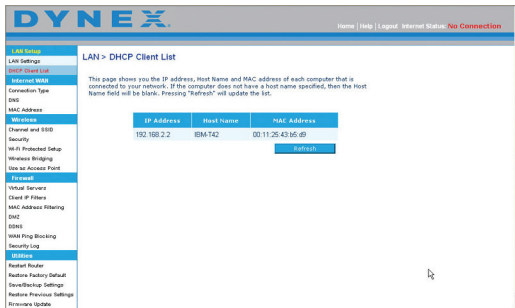 DYNEX
Home | Help | Logout Internet Status: No Connection
LAN Setup
LAN Settings
DHCP Client List
Internet WAN
Connection Type
DNS
MAC Address
Wireless
Channel and SSID
Security
Wi-Fi Protected Setup
Wireless Bridging
Use as Access Point
Firewall
Virtual Servers
Client IP Filters
MAC Address Filtering
DMZ
DDNS
WAN Ping Blocking
Security Log
Utilities
Restart Router
Restore Factory Default
Save/Backup Settings
Restore Previous Settings
Firmware Update
LAN > DHCP Client List
This page shows you the IP address, Host Name and MAC address of each computer that is
connected to your network. If the computer does not have a host name specified, then the Host
Name field will be blank. Pressing "Refresh" will update the list.
IP Address Host Name MAC Address
192.168.2.2 IBM-T42 00:11:25:43:b5:d9
Refresh